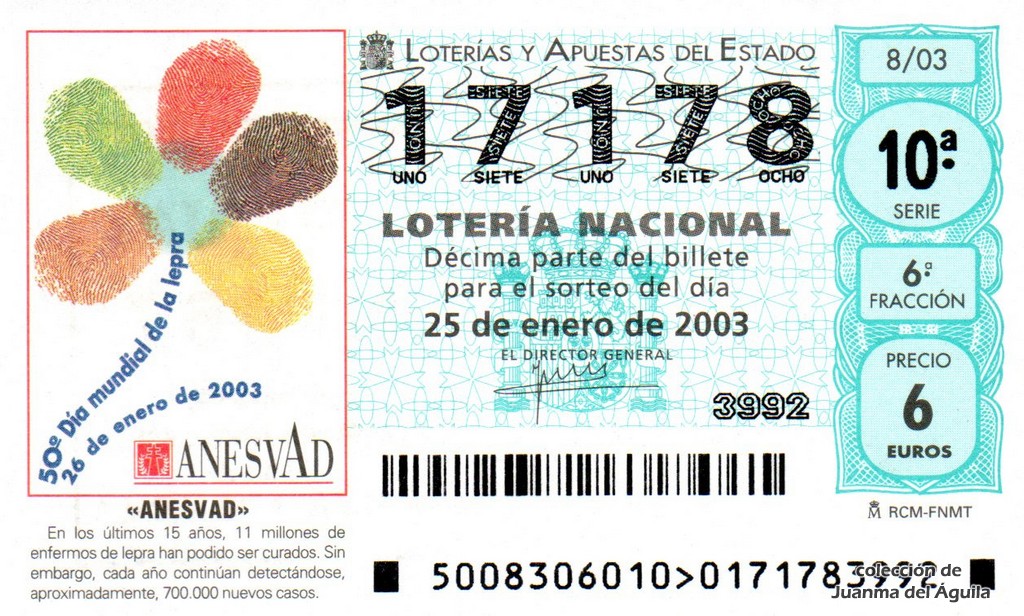 LOTERÍAS Y APUESTAS DEL ESTADO
17178
UNO SIETE UNO SIETE OCHO
LOTERÍA NACIONAL
Décima parte del billete
para el sorteo del día
25 de enero de 2003
EL DIRECTOR GENERAL
3992
8/03
10ª
SERIE
6.ª
FRACCIÓN
PRECIO
6
EUROS
RCM-FNMT
50º Día mundial de la lepra
26 de enero de 2003
ANESVAD
«ANESVAD»
En los últimos 15 años, 11 millones de
enfermos de lepra han podido ser curados. Sin
embargo, cada año continúan detectándose,
aproximadamente, 700.000 nuevos casos.
5008306010>0171783992
colección de
Juanma del Águila